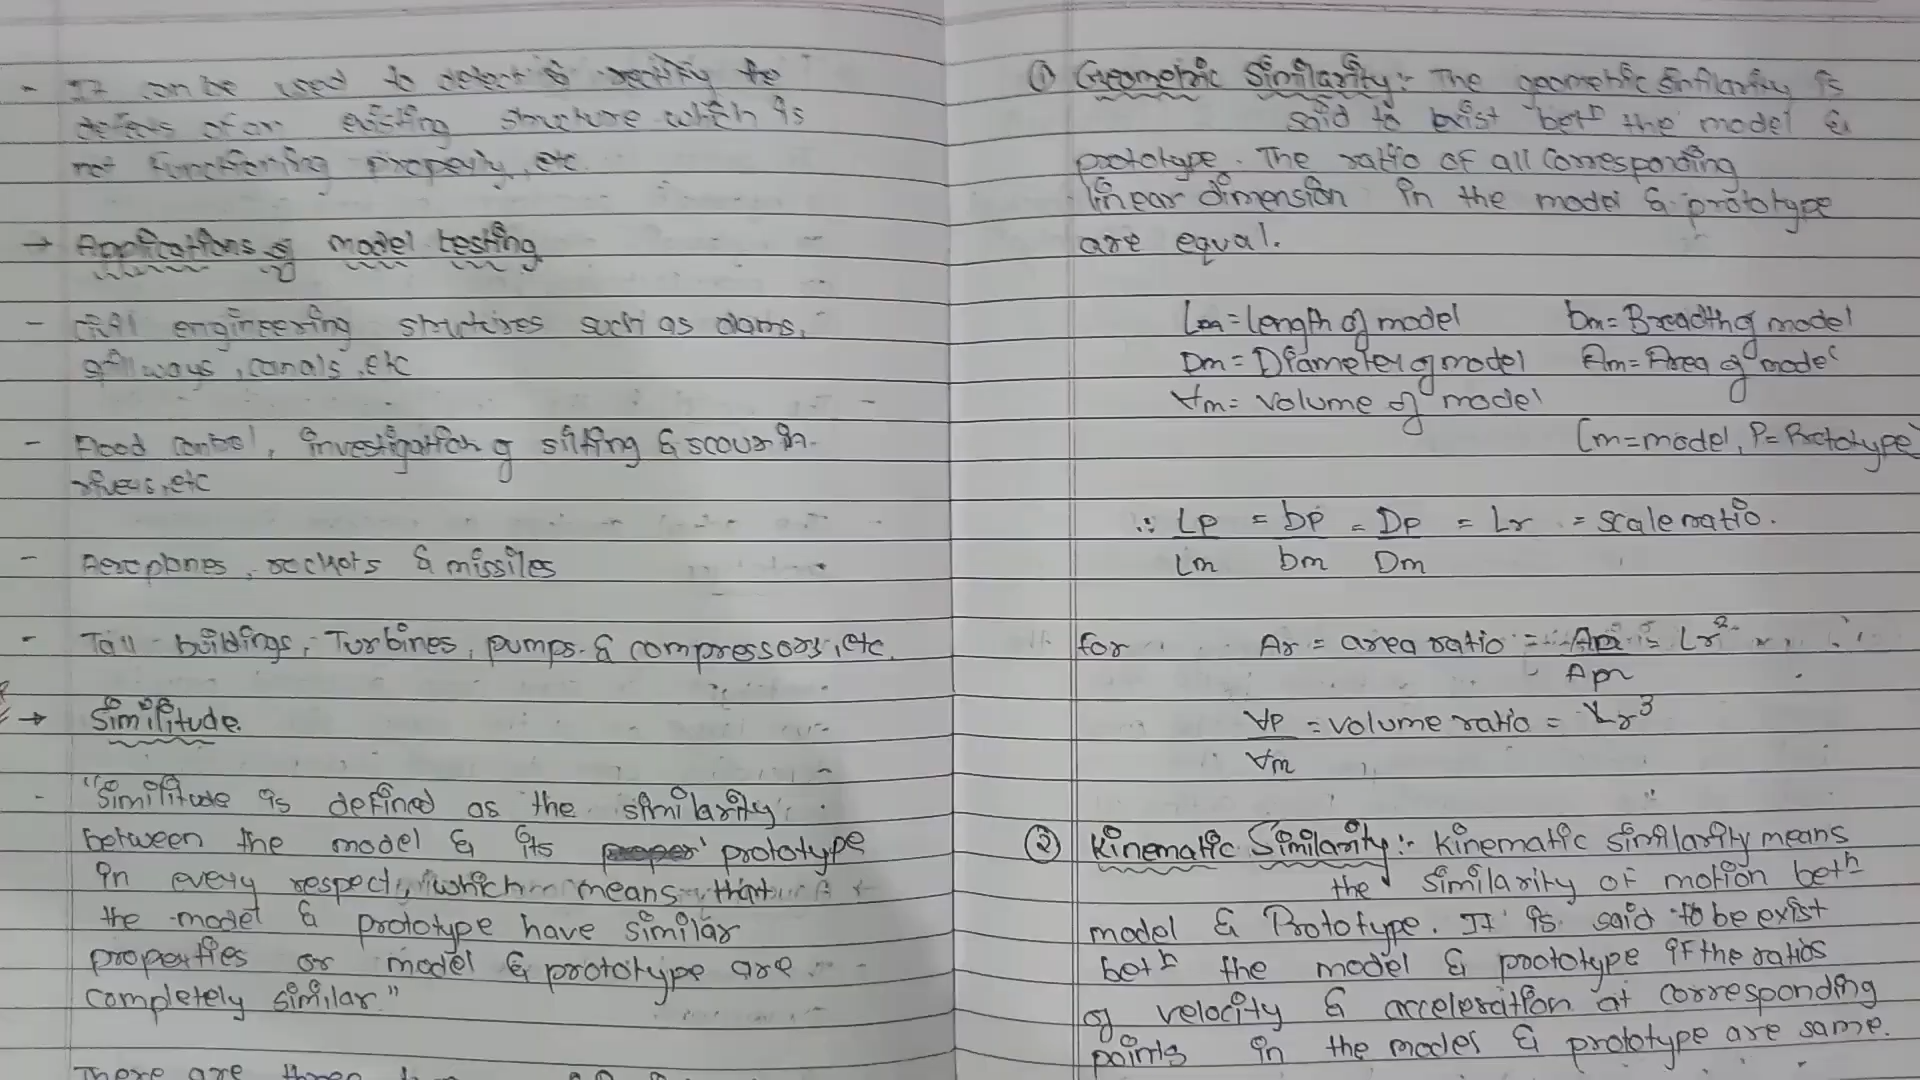 - It can be used to detect & rectify the
defects of an existing structure which is
not functioning properly, etc.
→ Applications of model testing
- Civil engineering structures such as dams,
spillways, canals, etc
- Flood control, investigation of silting & scour in
rivers, etc
- Aeroplanes, rockets & missiles
- Tall buildings, Turbines, pumps & compressors, etc.
→ Similitude
- "Similitude is defined as the similarity
between the model & its prototype
in every respect, which means that
the model & prototype have similar
properties or model & prototype are
completely similar"
There are three
① Geometric Similarity:- The geometric similarity is
said to exist betn the model &
prototype. The ratio of all corresponding
linear dimension in the model & prototype
are equal.
Lm = length of model bm = Breadth of model
Dm = Diameter of model Am = Area of model
∀m = volume of model
(m = model, P = Prototype)
∴ LP/Lm = bP/bm = DP/Dm = Lr = scale ratio.
for Ar = area ratio = Ap/Am = Lr²
∀P/∀m = volume ratio = Lr³
② Kinematic Similarity:- Kinematic similarity means
the similarity of motion betn
model & Prototype. It is said to be exist
betn the model & prototype if the ratios
of velocity & acceleration at corresponding
points in the model & prototype are same.